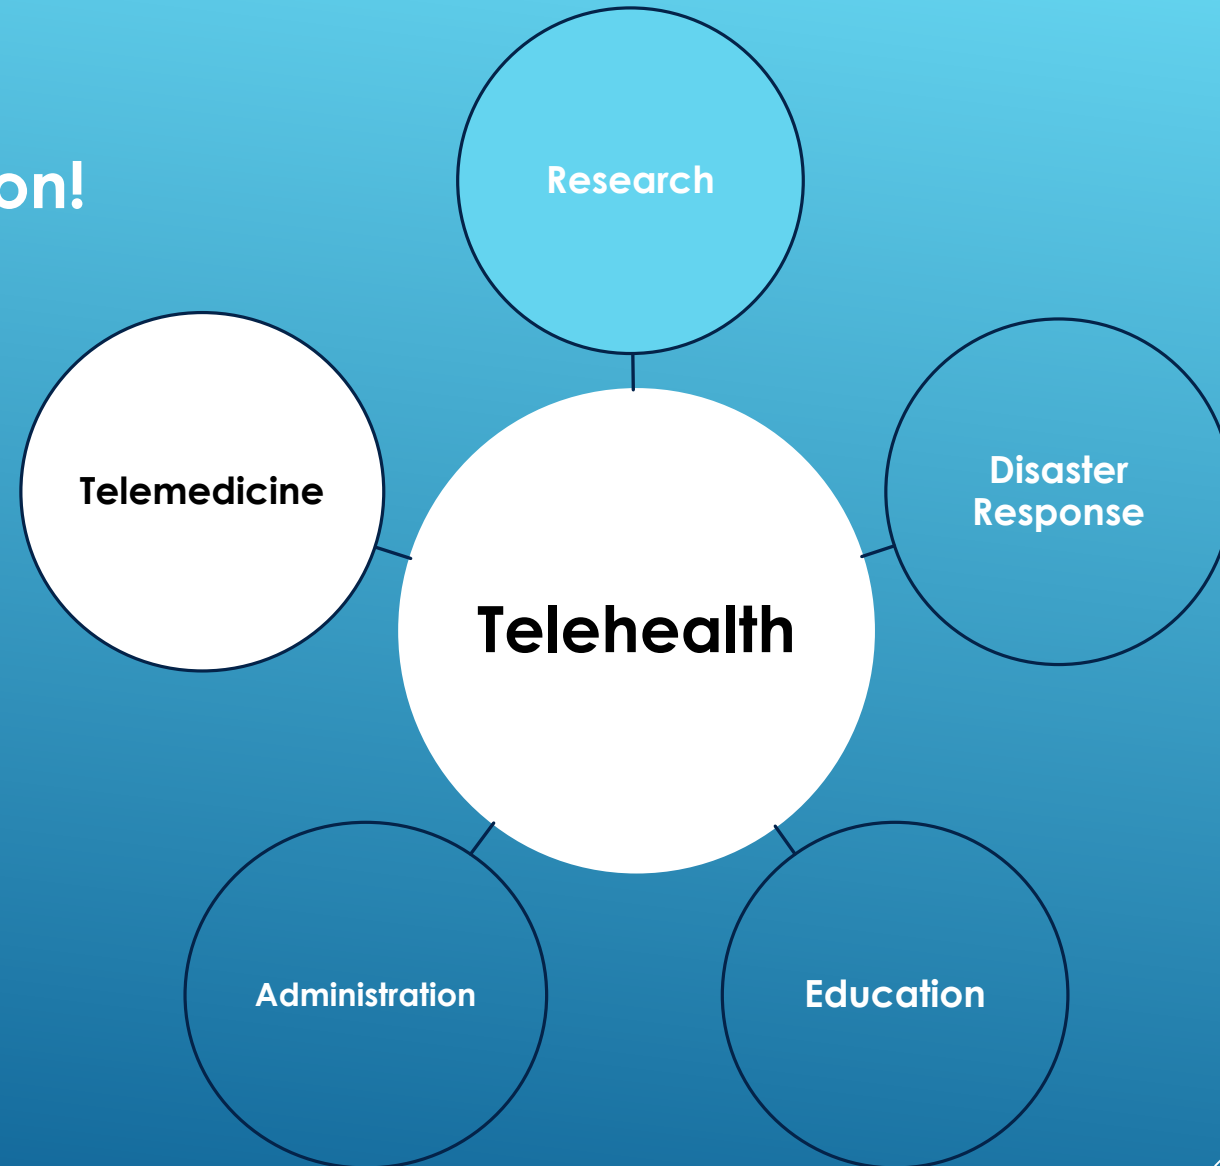 on!
Research
Telemedicine
Disaster
Response
Telehealth
Administration
Education